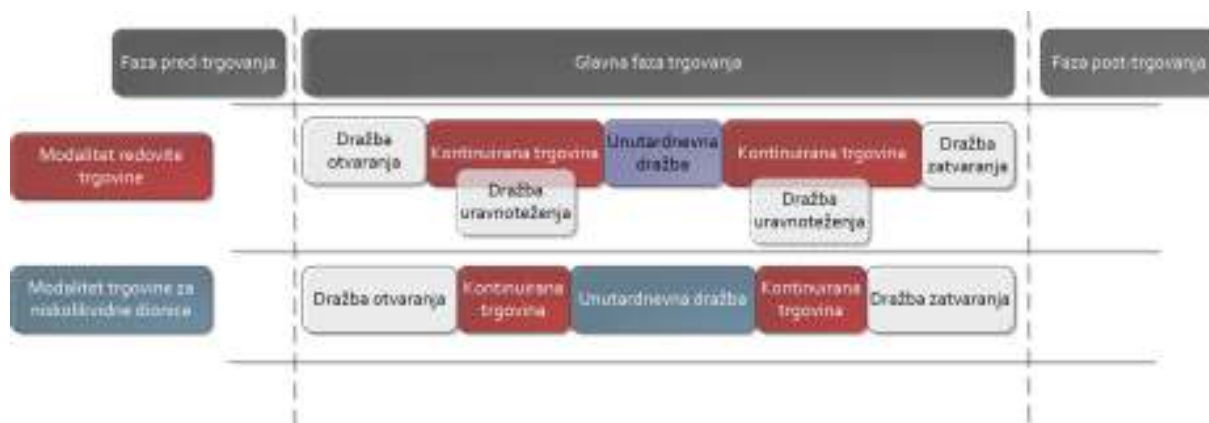 Faza pred-trgovanja
Glavna faza trgovanja
Faza post-trgovanja
Modalitet redovite
trgovine
Dražba
otvaranja
Kontinuirana trgovina
Dražba
uravnoteženja
Unutardnevna
dražba
Kontinuirana trgovina
Dražba
uravnoteženja
Dražba
zatvaranja
Modalitet trgovine za
niskolikvidne dionice
Dražba otvaranja
Kontinuirana
trgovina
Unutardnevna dražba
Kontinuirana
trgovina
Dražba zatvaranja